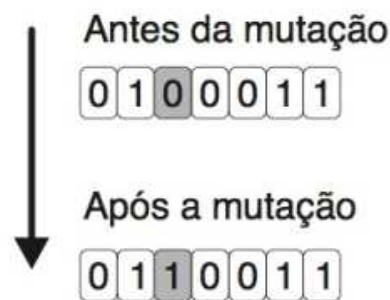 Antes da mutação
0 1 0 0 0 1 1
Após a mutação
0 1 1 0 0 1 1